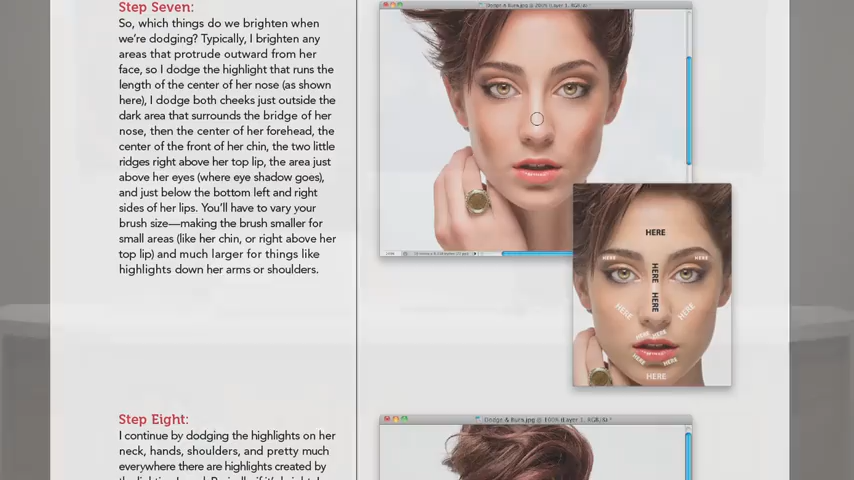 Step Seven:
So, which things do we brighten when
we're dodging? Typically, I brighten any
areas that protrude outward from her
face, so I dodge the highlight that runs the
length of the center of her nose (as shown
here), I dodge both cheeks just outside the
dark area that surrounds the bridge of her
nose, then the center of her forehead, the
center of the front of her chin, the two little
ridges right above her top lip, the area just
above her eyes (where eye shadow goes),
and just below the bottom left and right
sides of her lips. You'll have to vary your
brush size—making the brush smaller for
small areas (like her chin, or right above her
top lip) and much larger for things like
highlights down her arms or shoulders.
Dodge & Burn.jpg @ 200% (Layer 1, RGB/8) *
HERE
HERE
HERE
HERE
HERE
HERE
HERE
HERE
HERE
HERE
HERE
HERE
Step Eight:
I continue by dodging the highlights on her
neck, hands, shoulders, and pretty much
everywhere there are highlights created by
Dodge & Burn.jpg @ 100% (Layer 1, RGB/8) *